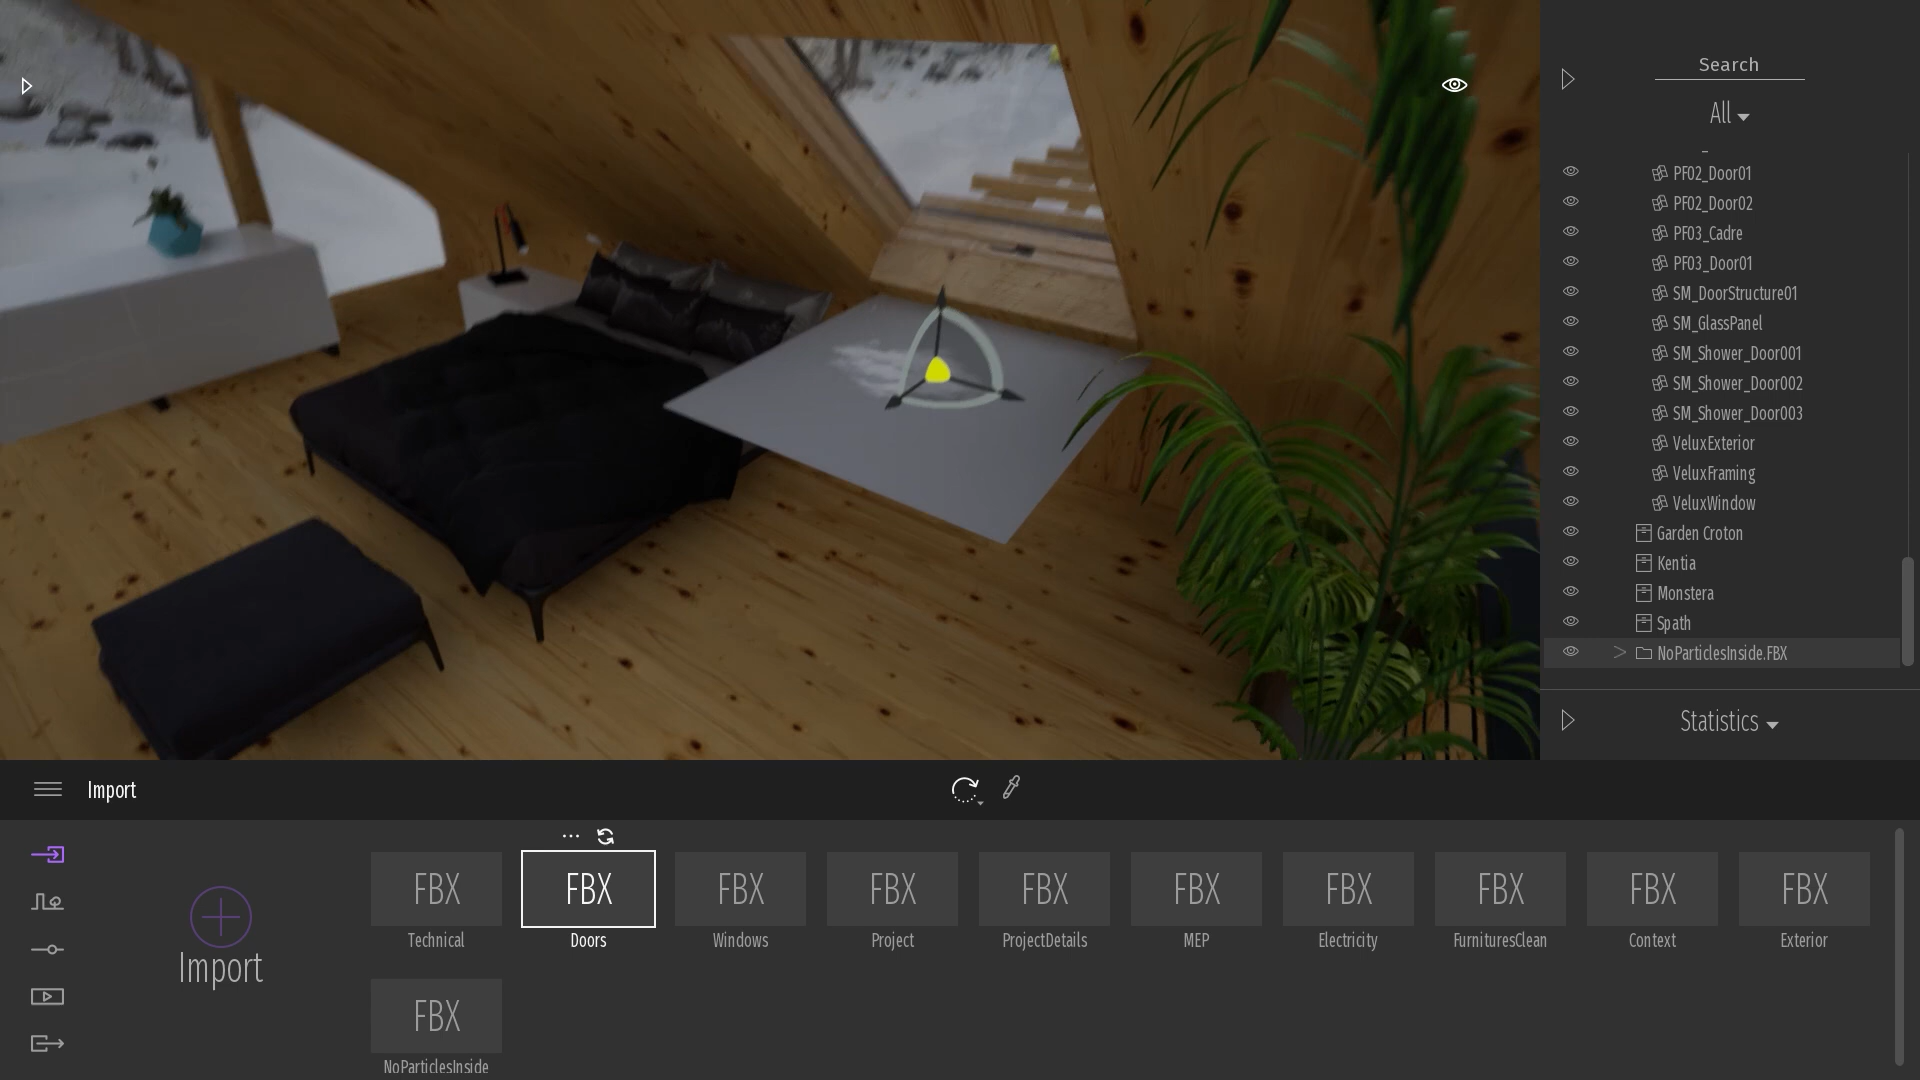 Search
All
PF02_Door01
PF02_Door02
PF03_Cadre
PF03_Door01
SM_DoorStructure01
SM_GlassPanel
SM_Shower_Door001
SM_Shower_Door002
SM_Shower_Door003
VeluxExterior
VeluxFraming
VeluxWindow
Garden Croton
Kentia
Monstera
Spath
NoParticlesInside.FBX
Statistics
Import
Import
FBX FBX FBX FBX FBX FBX FBX FBX FBX FBX
Technical Doors Windows Project ProjectDetails MEP Electricity FurnituresClean Context Exterior
FBX
NoParticlesInside